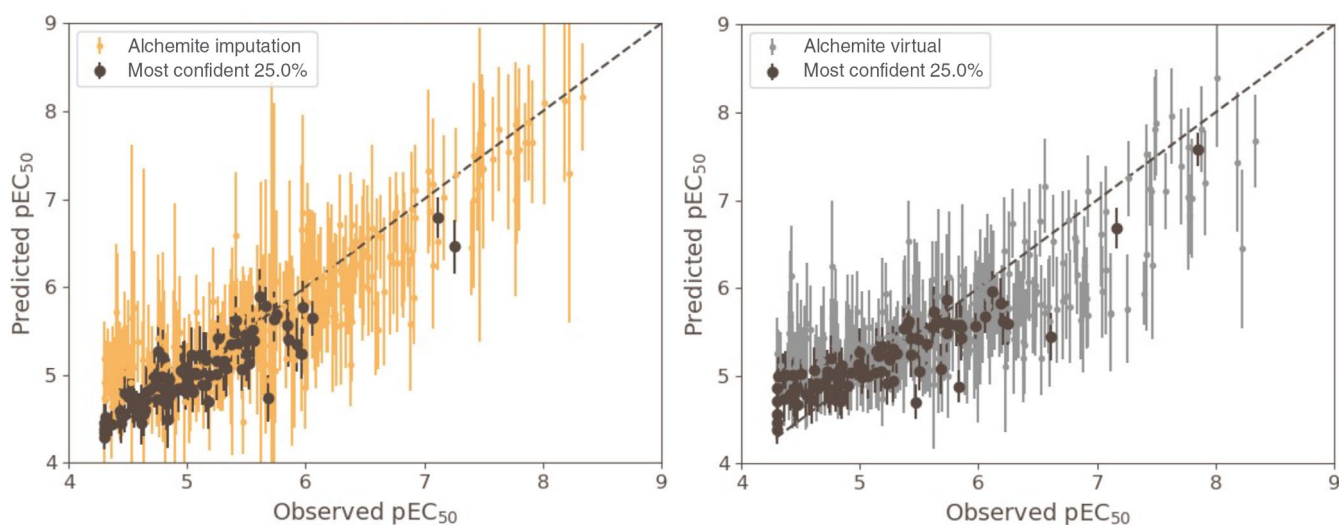 Alchemite imputation
Most confident 25.0%
Predicted pEC₅₀
9
8
7
6
5
4
4 5 6 7 8 9
Observed pEC₅₀
Alchemite virtual
Most confident 25.0%
Predicted pEC₅₀
9
8
7
6
5
4
4 5 6 7 8 9
Observed pEC₅₀